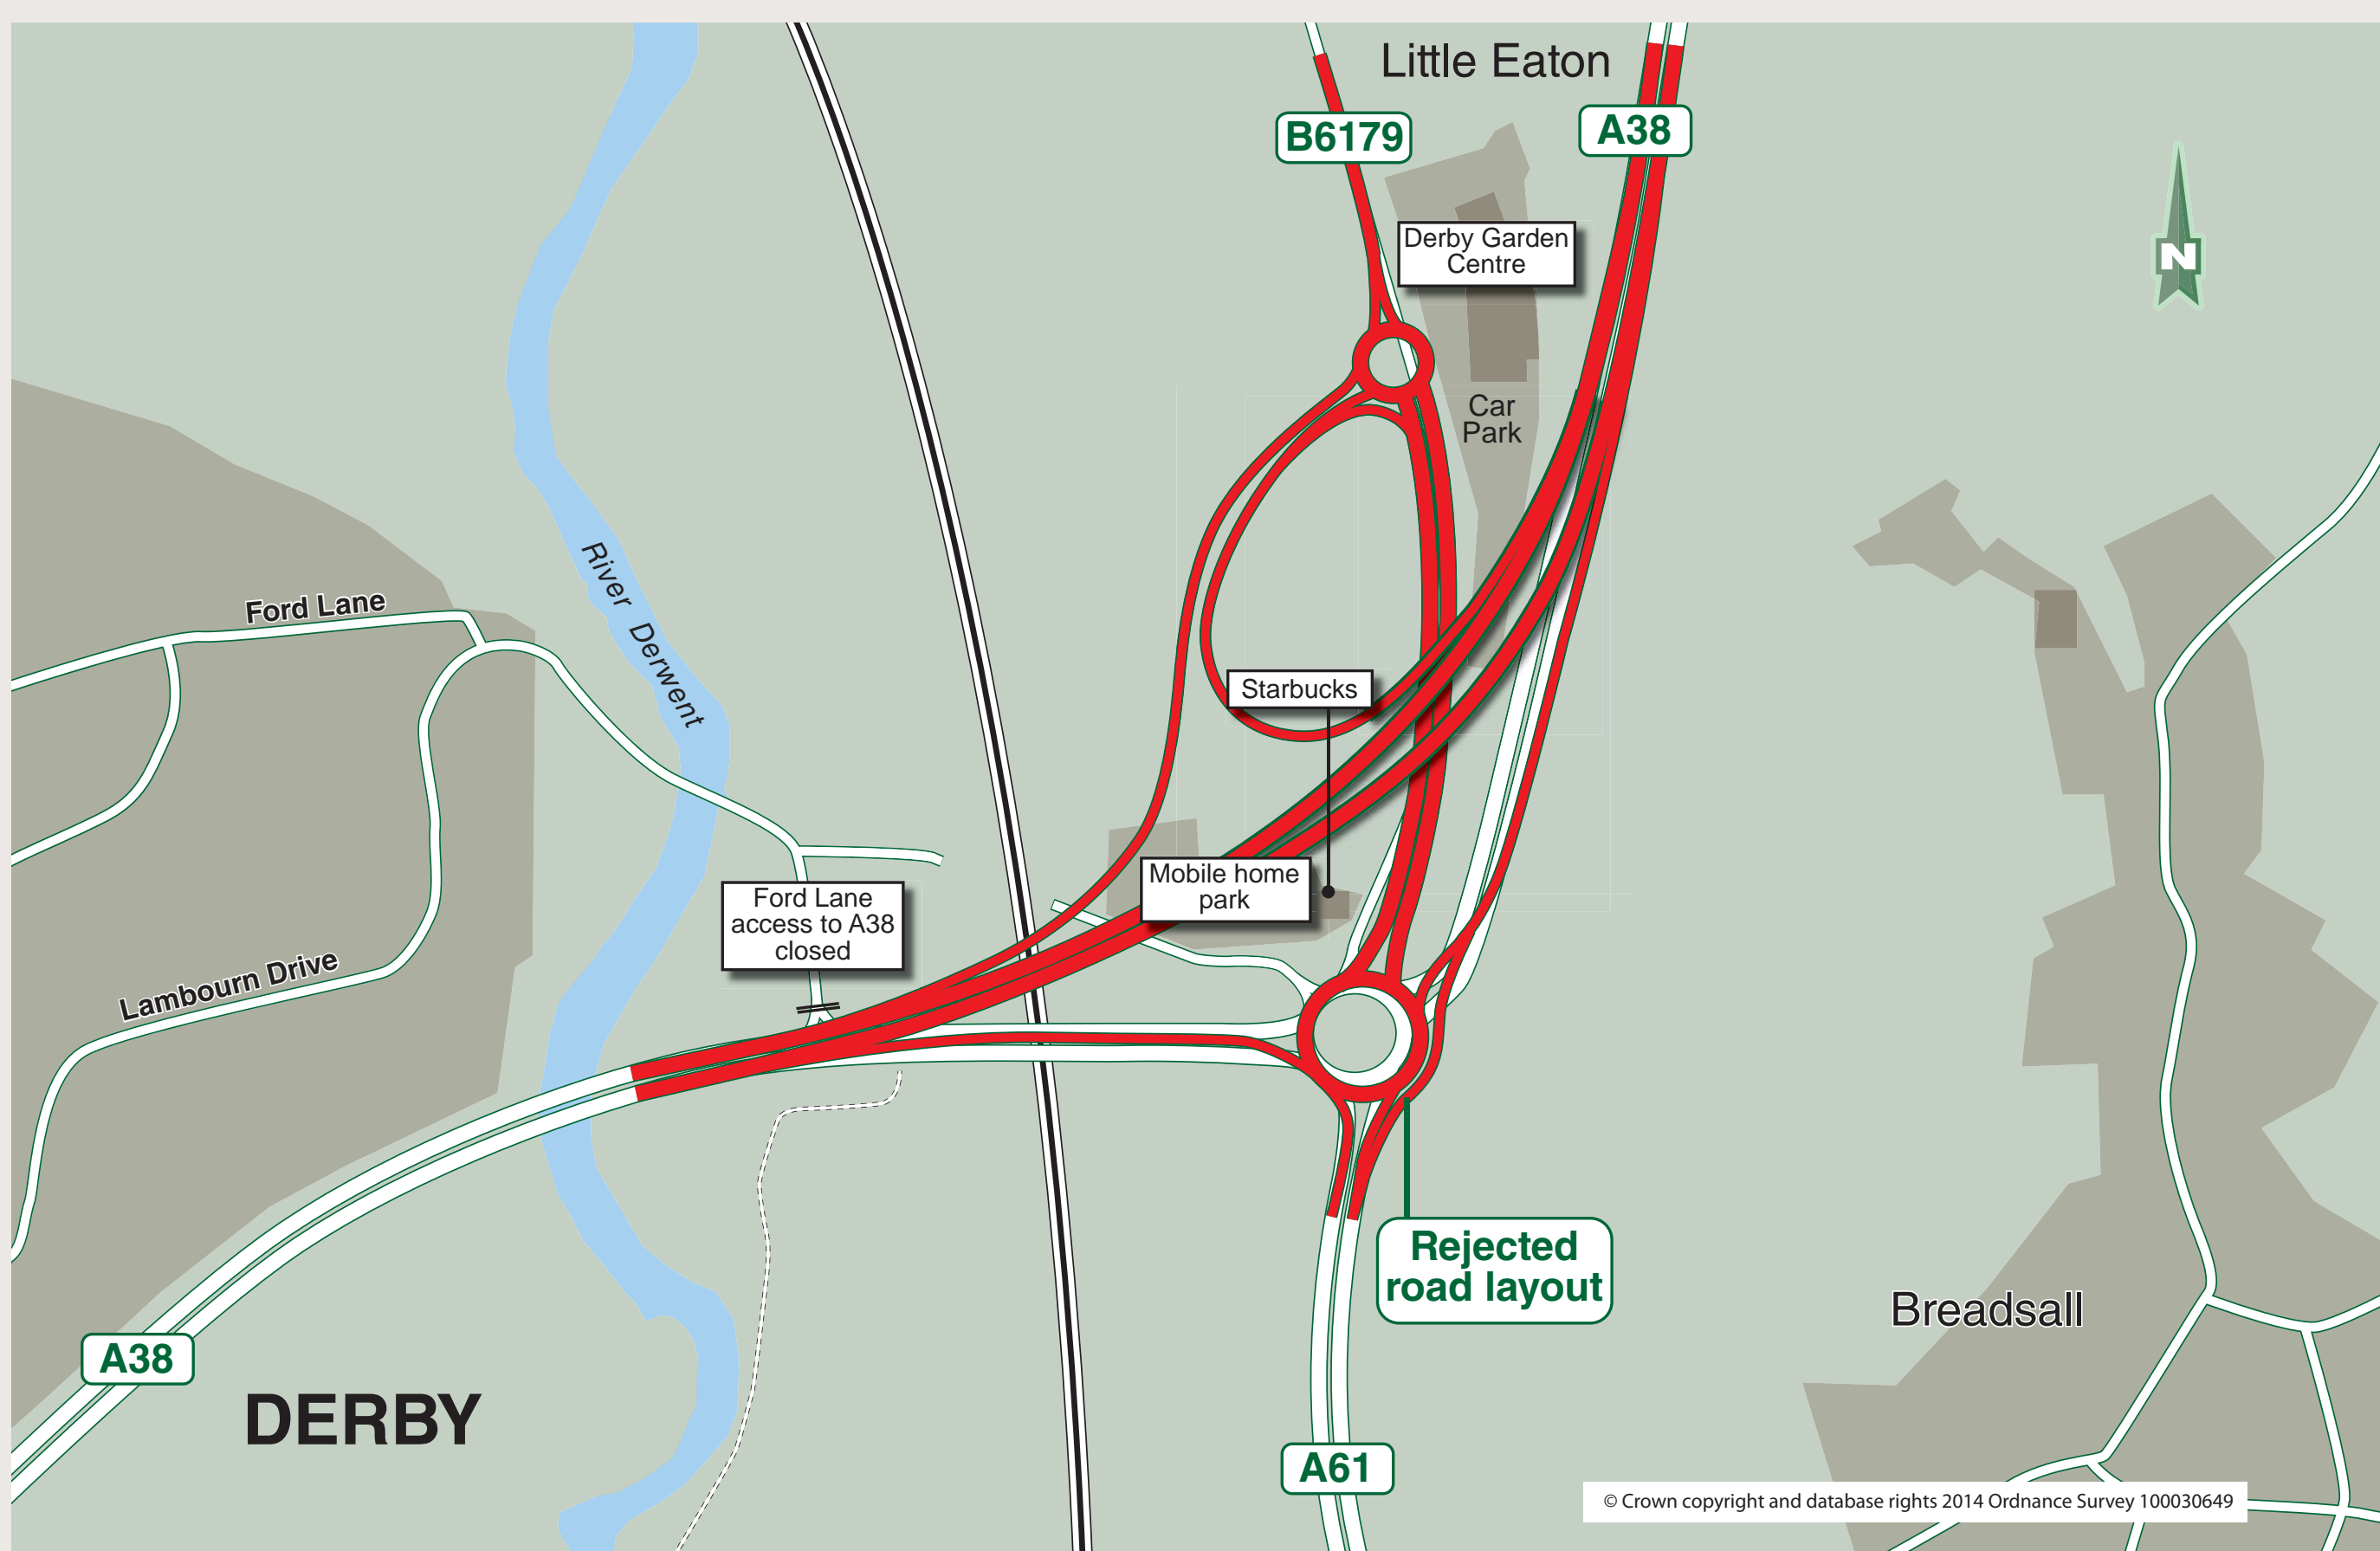 Little Eaton
B6179
A38
N
Derby Garden
Centre
Car
Park
River Derwent
Ford Lane
Starbucks
Mobile home
park
Ford Lane
access to A38
closed
Lambourn Drive
Rejected
road layout
Breadsall
A38
DERBY
A61
© Crown copyright and database rights 2014 Ordnance Survey 100030649